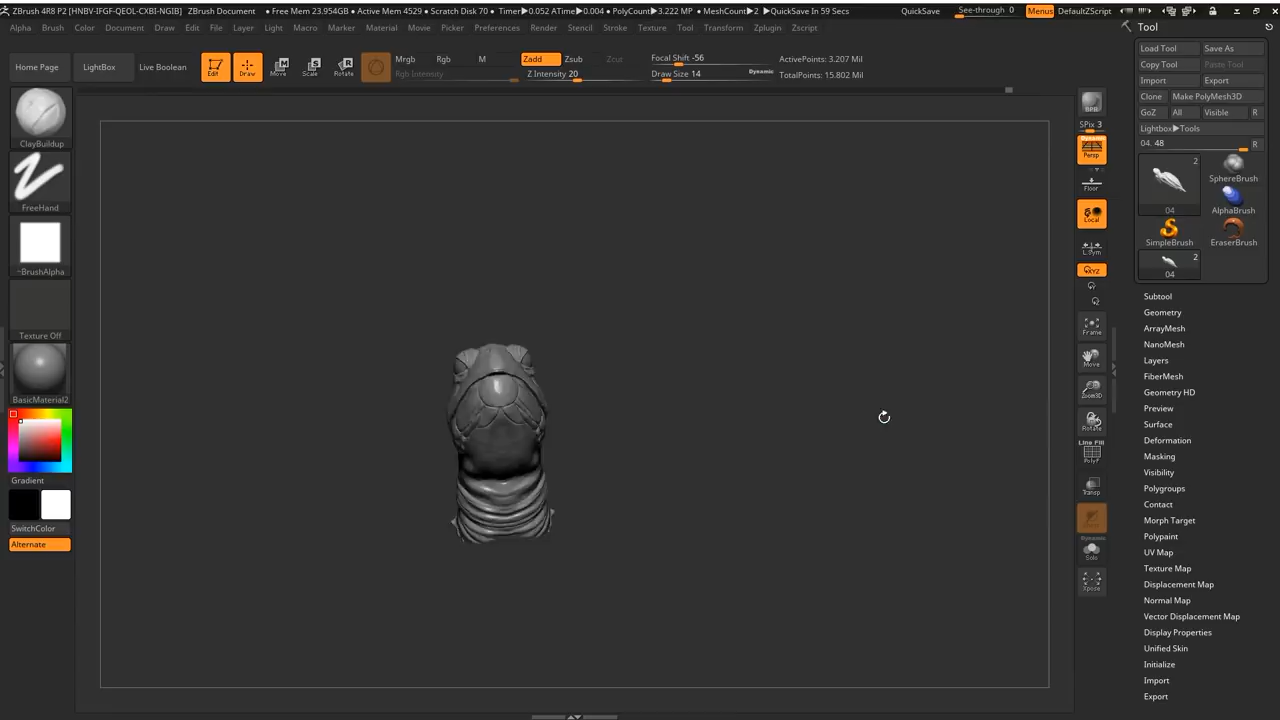 ZBrush 4R8 P2 [HNBV-IFGF-QEOL-CXBI-NGIB] ZBrush Document • Free Mem 23.954GB • Active Mem 4529 • Scratch Disk 70 • Timer▶0.052 ATime▶0.004 • PolyCount▶3.222 MP • MeshCount▶2 ▶QuickSave In 59 Secs QuickSave See-through 0 Menus DefaultZScript
Alpha Brush Color Document Draw Edit File Layer Light Macro Marker Material Movie Picker Preferences Render Stencil Stroke Texture Tool Transform Zplugin Zscript
Home Page LightBox Live Boolean Edit Draw Move Scale Rotate
Mrgb Rgb M Zadd Zsub Zcut
Rgb Intensity Z Intensity 20
Focal Shift -56
Draw Size 14 Dynamic
ActivePoints: 3.207 Mil
TotalPoints: 15.802 Mil
ClayBuildup
FreeHand
~BrushAlpha
Texture Off
BasicMaterial2
Gradient
SwitchColor
Alternate
BPR
SPix 3
Dynamic
Persp
Floor
Local
L.Sym
XYZ
Frame
Move
Zoom3D
Rotate
Line Fill
PolyF
Transp
Dynamic
Solo
Xpose
Tool
Load Tool Save As
Copy Tool Paste Tool
Import Export
Clone Make PolyMesh3D
GoZ All Visible R
Lightbox▶Tools
04. 48 R
2
04
SphereBrush
AlphaBrush
SimpleBrush EraserBrush
2
04
Subtool
Geometry
ArrayMesh
NanoMesh
Layers
FiberMesh
Geometry HD
Preview
Surface
Deformation
Masking
Visibility
Polygroups
Contact
Morph Target
Polypaint
UV Map
Texture Map
Displacement Map
Normal Map
Vector Displacement Map
Display Properties
Unified Skin
Initialize
Import
Export